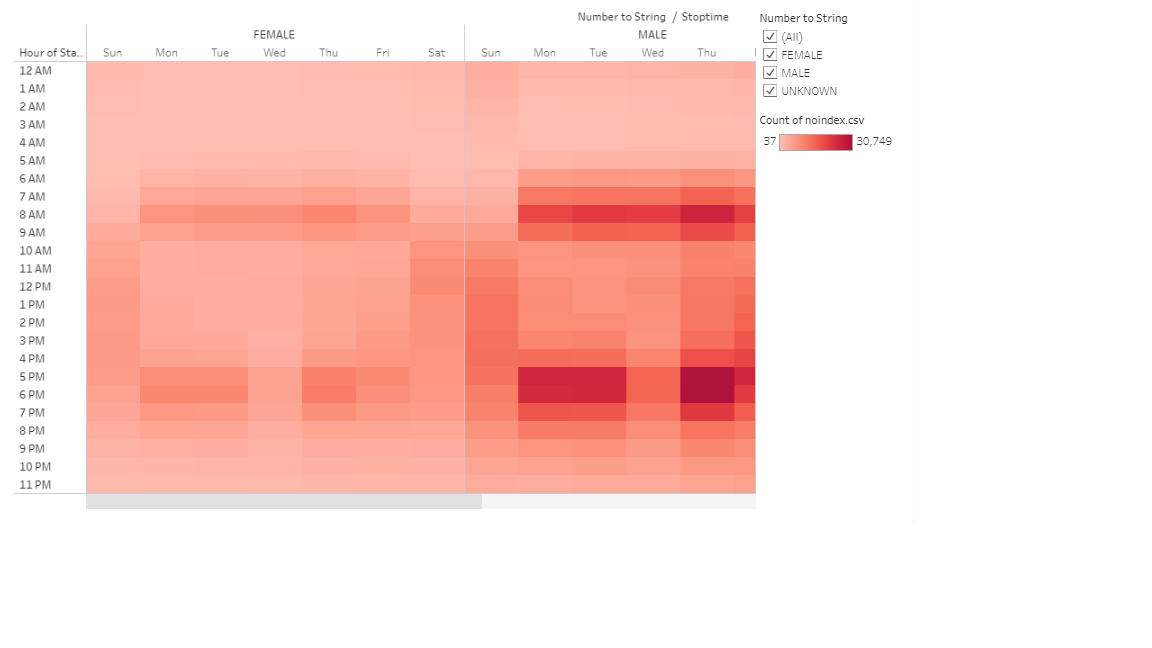 Number to String / Stoptime
FEMALE MALE
Hour of Sta.. Sun Mon Tue Wed Thu Fri Sat Sun Mon Tue Wed Thu
12 AM
1 AM
2 AM
3 AM
4 AM
5 AM
6 AM
7 AM
8 AM
9 AM
10 AM
11 AM
12 PM
1 PM
2 PM
3 PM
4 PM
5 PM
6 PM
7 PM
8 PM
9 PM
10 PM
11 PM
Number to String
(All)
FEMALE
MALE
UNKNOWN
Count of noindex.csv
37 30,749